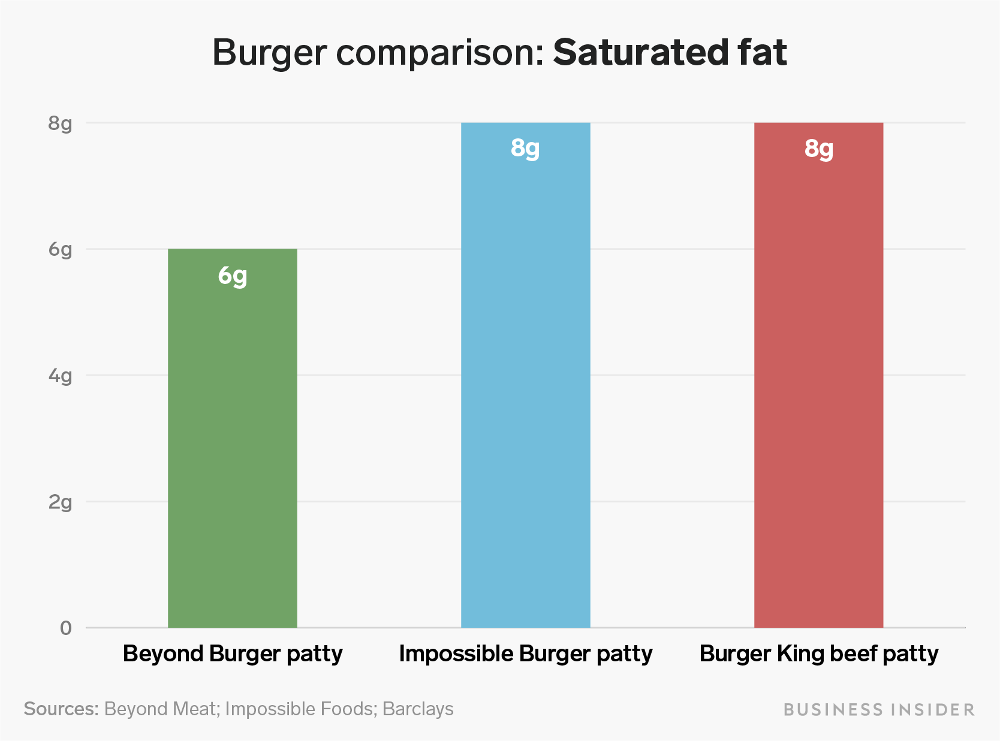 Burger comparison: Saturated fat
8g
6g
4g
2g
0
6g
8g
8g
Beyond Burger patty
Impossible Burger patty
Burger King beef patty
Sources: Beyond Meat; Impossible Foods; Barclays
BUSINESS INSIDER